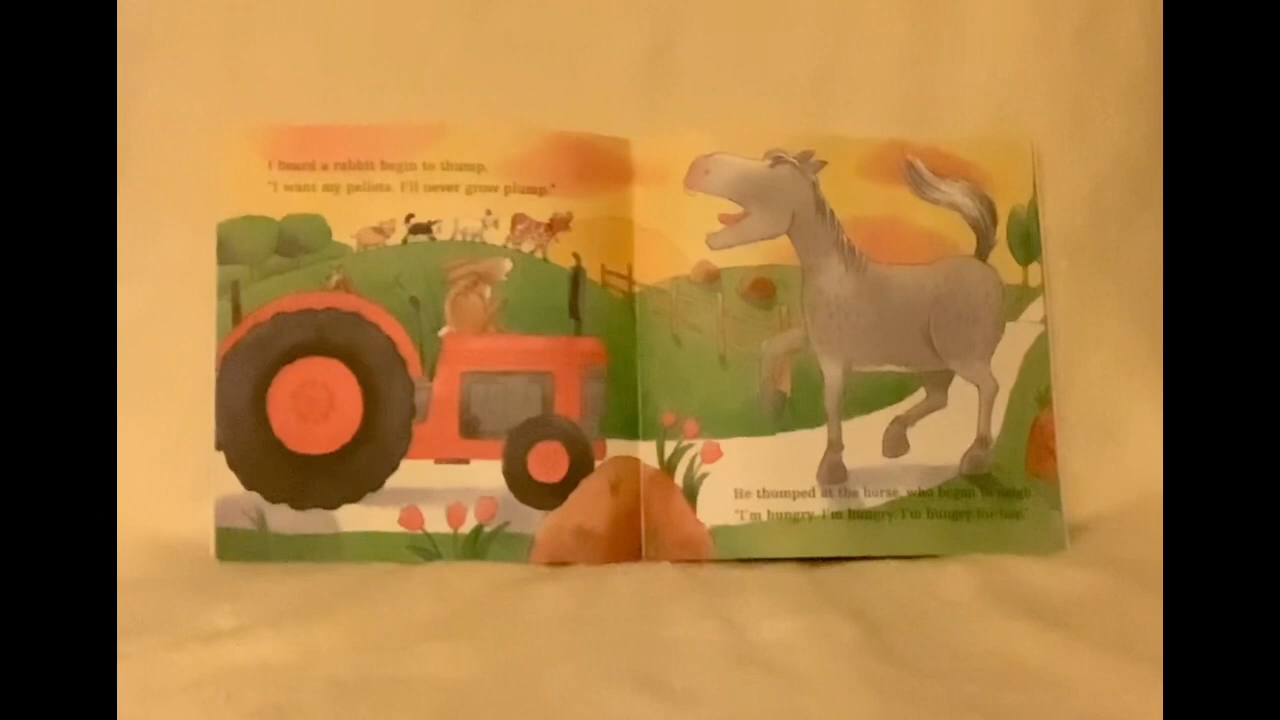 I heard a rabbit begin to thump.
"I want my pellets. I'll never grow plump."
He thumped at the horse, who began to neigh.
"I'm hungry. I'm hungry. I'm hungry for hay."